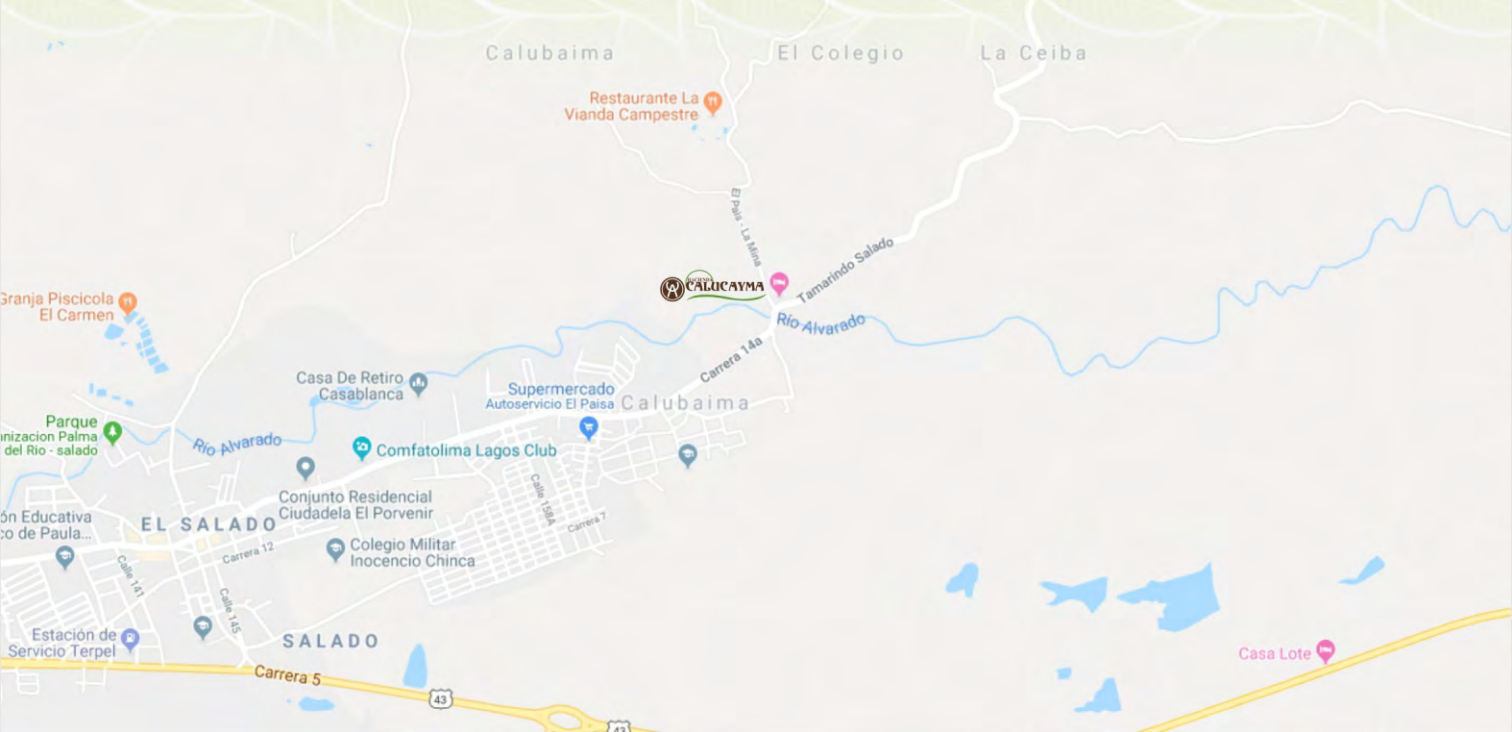 Calubaima
El Colegio
La Ceiba
Restaurante La
Vianda Campestre
El País - La Mina
Tamarindo Salado
HACIENDA
CALUCAYMA
Granja Piscicola
El Carmen
Río Alvarado
Carrera 14a
Casa De Retiro
Casablanca
Supermercado
Autoservicio El Paisa
Calubaima
Parque
nizacion Palma
del Rio - salado
Río Alvarado
Comfatolima Lagos Club
Conjunto Residencial
Ciudadela El Porvenir
Calle 158A
Carrera 7
ón Educativa
co de Paula...
EL SALADO
Carrera 12
Colegio Militar
Inocencio Chinca
Calle 141
Calle 145
Estación de
Servicio Terpel
SALADO
Casa Lote
Carrera 5
43
43